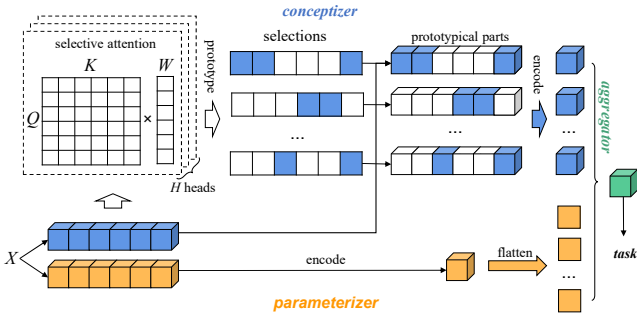 conceptizer
selective attention
selections
prototypical parts
K
W
Q
×
prototype
encode
...
...
...
H heads
aggregator
X
encode
flatten
...
task
parameterizer